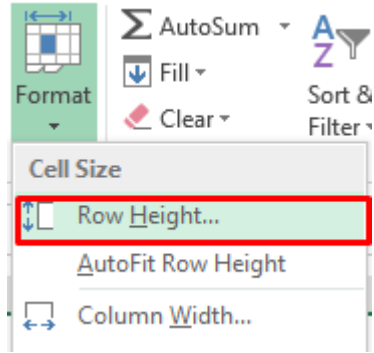 AutoSum
Fill
Format
Clear
Sort &
Filter
Cell Size
Row Height...
AutoFit Row Height
Column Width...